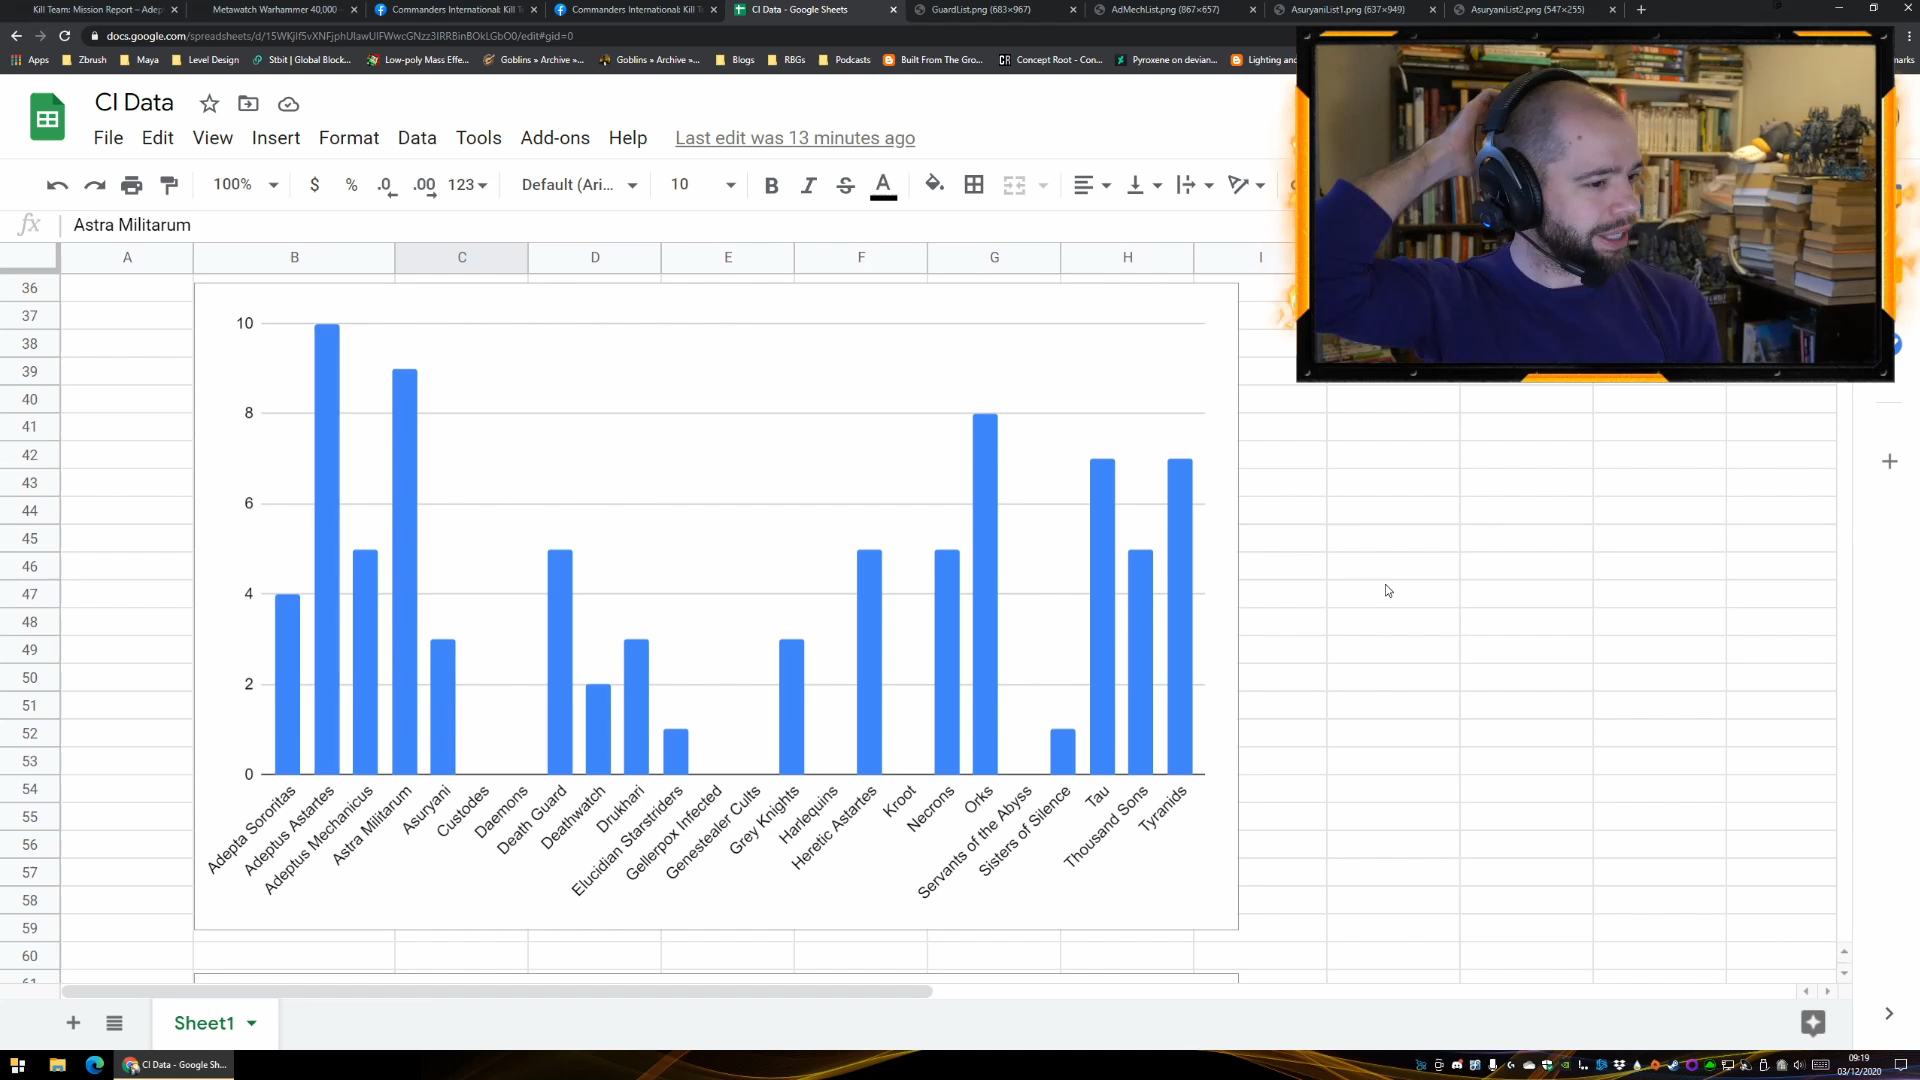 Kill Team: Mission Report – Adep
Metawatch Warhammer 40,000 -
Commanders International: Kill T
Commanders International: Kill T
CI Data - Google Sheets
GuardList.png (683×967)
AdMechList.png (867×657)
AsuryaniList1.png (637×949)
AsuryaniList2.png (547×255)
Apps
Zbrush
Maya
Level Design
Stbit | Global Block...
Low-poly Mass Effe...
Goblins » Archive »...
Goblins » Archive »...
Blogs
RBGs
Podcasts
Built From The Gro...
Concept Root - Con...
Pyroxene on devian...
Lighting an
marks
CI Data
File Edit View Insert Format Data Tools Add-ons Help Last edit was 13 minutes ago
100% $ % .0 .00 123 Default (Ari... 10 B I S A
fx Astra Militarum
A B C D E F G H I
36
37
38
39
40
41
42
43
44
45
46
47
48
49
50
51
52
53
54
55
56
57
58
59
60
61
10
8
6
4
2
0
Adepta Sororitas
Adeptus Astartes
Adeptus Mechanicus
Astra Militarum
Asuryani
Custodes
Daemons
Death Guard
Deathwatch
Drukhari
Elucidian Starstriders
Gellerpox Infected
Genestealer Cults
Grey Knights
Harlequins
Heretic Astartes
Kroot
Necrons
Orks
Servants of the Abyss
Sisters of Silence
Tau
Thousand Sons
Tyranids
Sheet1
CI Data - Google Sh...
09:19
03/12/2020